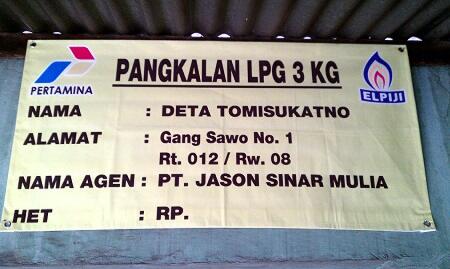 PERTAMINA
PANGKALAN LPG 3 KG
ELPIJI
NAMA : DETA TOMISUKATNO
ALAMAT : Gang Sawo No. 1
Rt. 012 / Rw. 08
NAMA AGEN : PT. JASON SINAR MULIA
HET : RP.